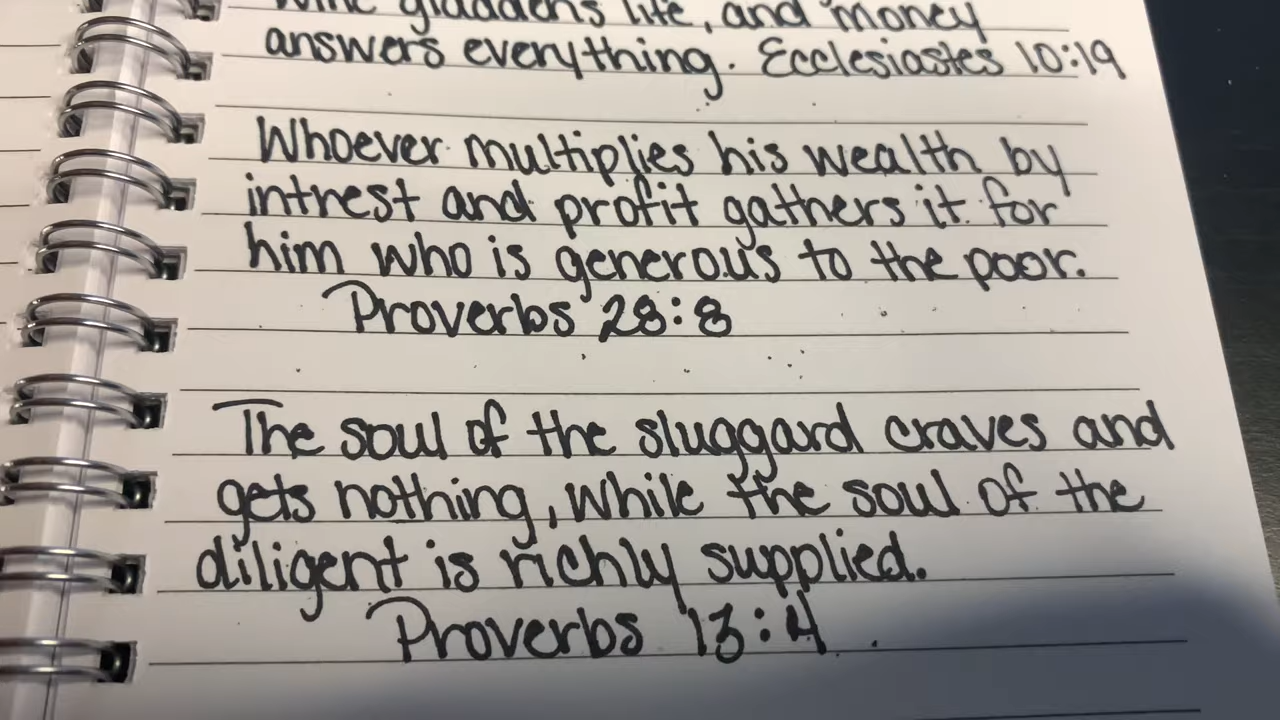 Wine gladdens life, and money
answers everything. Ecclesiastes 10:19
Whoever multiplies his wealth by
intrest and profit gathers it for
him who is generous to the poor.
Proverbs 28:8
The soul of the sluggard craves and
gets nothing, while the soul of the
diligent is richly supplied.
Proverbs 13:4